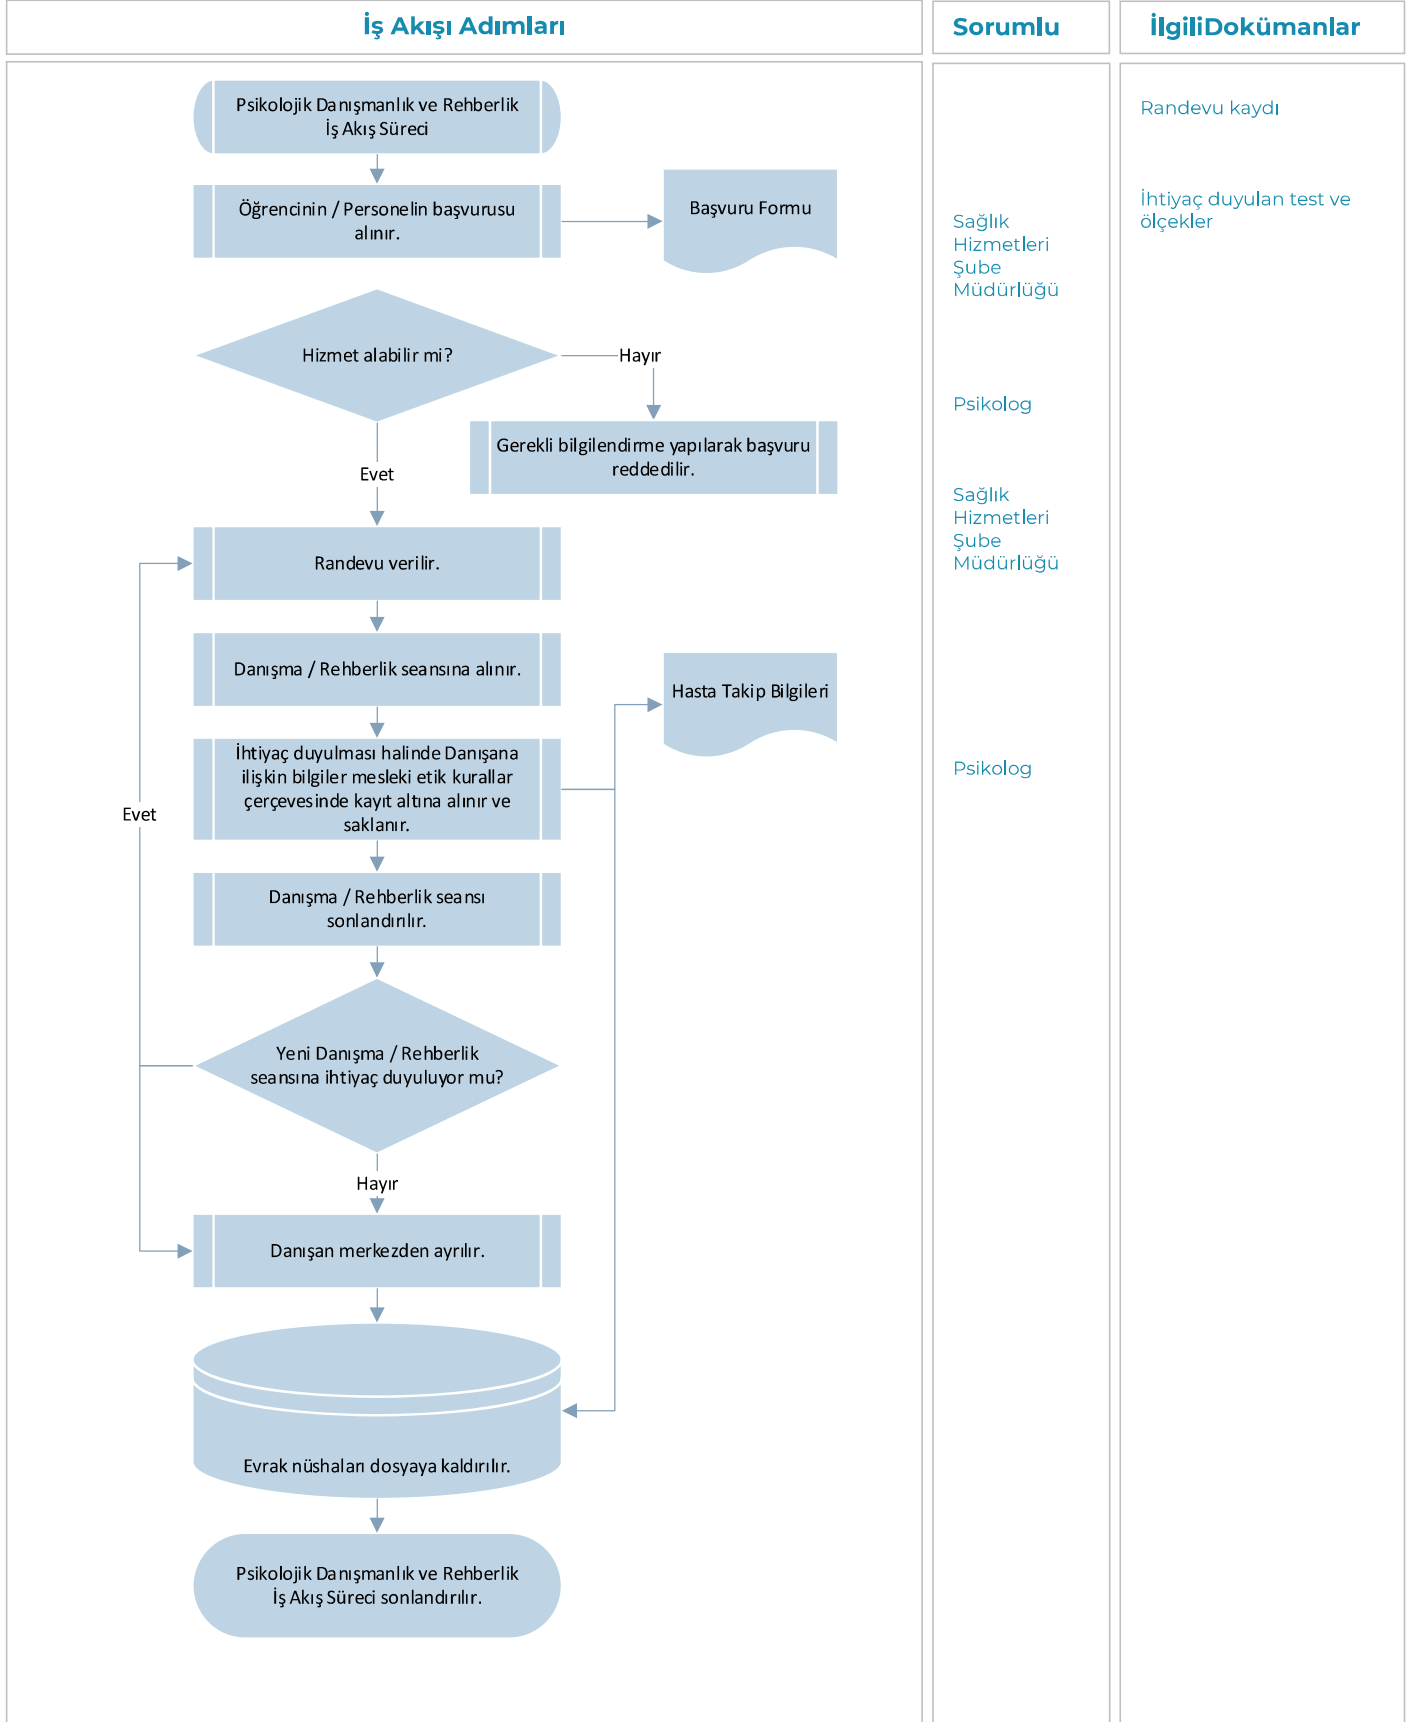 İş Akışı Adımları
Sorumlu
İlgiliDokümanlar
Psikolojik Danışmanlık ve Rehberlik
İş Akış Süreci
Öğrencinin / Personelin başvurusu
alınır.
Başvuru Formu
Hizmet alabilir mi?
Hayır
Gerekli bilgilendirme yapılarak başvuru
reddedilir.
Evet
Randevu verilir.
Danışma / Rehberlik seansına alınır.
Hasta Takip Bilgileri
İhtiyaç duyulması halinde Danışana
ilişkin bilgiler mesleki etik kurallar
çerçevesinde kayıt altına alınır ve
saklanır.
Evet
Danışma / Rehberlik seansı
sonlandırılır.
Yeni Danışma / Rehberlik
seansına ihtiyaç duyuluyor mu?
Hayır
Danışan merkezden ayrılır.
Evrak nüshaları dosyaya kaldırılır.
Psikolojik Danışmanlık ve Rehberlik
İş Akış Süreci sonlandırılır.
Sağlık
Hizmetleri
Şube
Müdürlüğü
Psikolog
Sağlık
Hizmetleri
Şube
Müdürlüğü
Psikolog
Randevu kaydı
İhtiyaç duyulan test ve
ölçekler